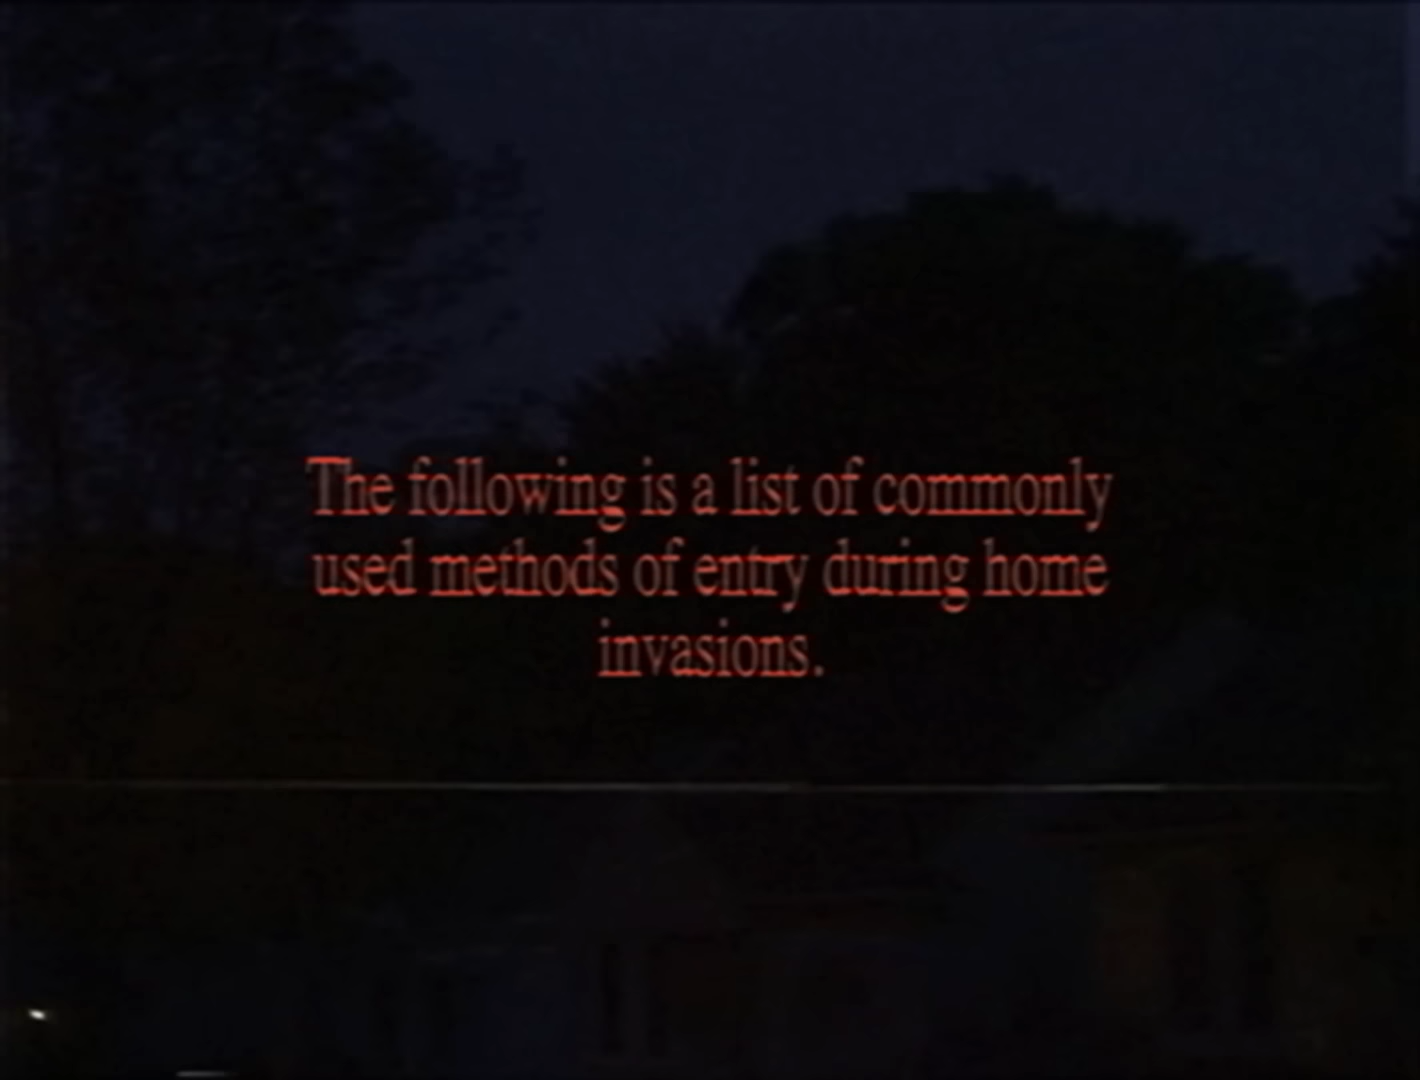 The following is a list of commonly
used methods of entry during home
invasions.